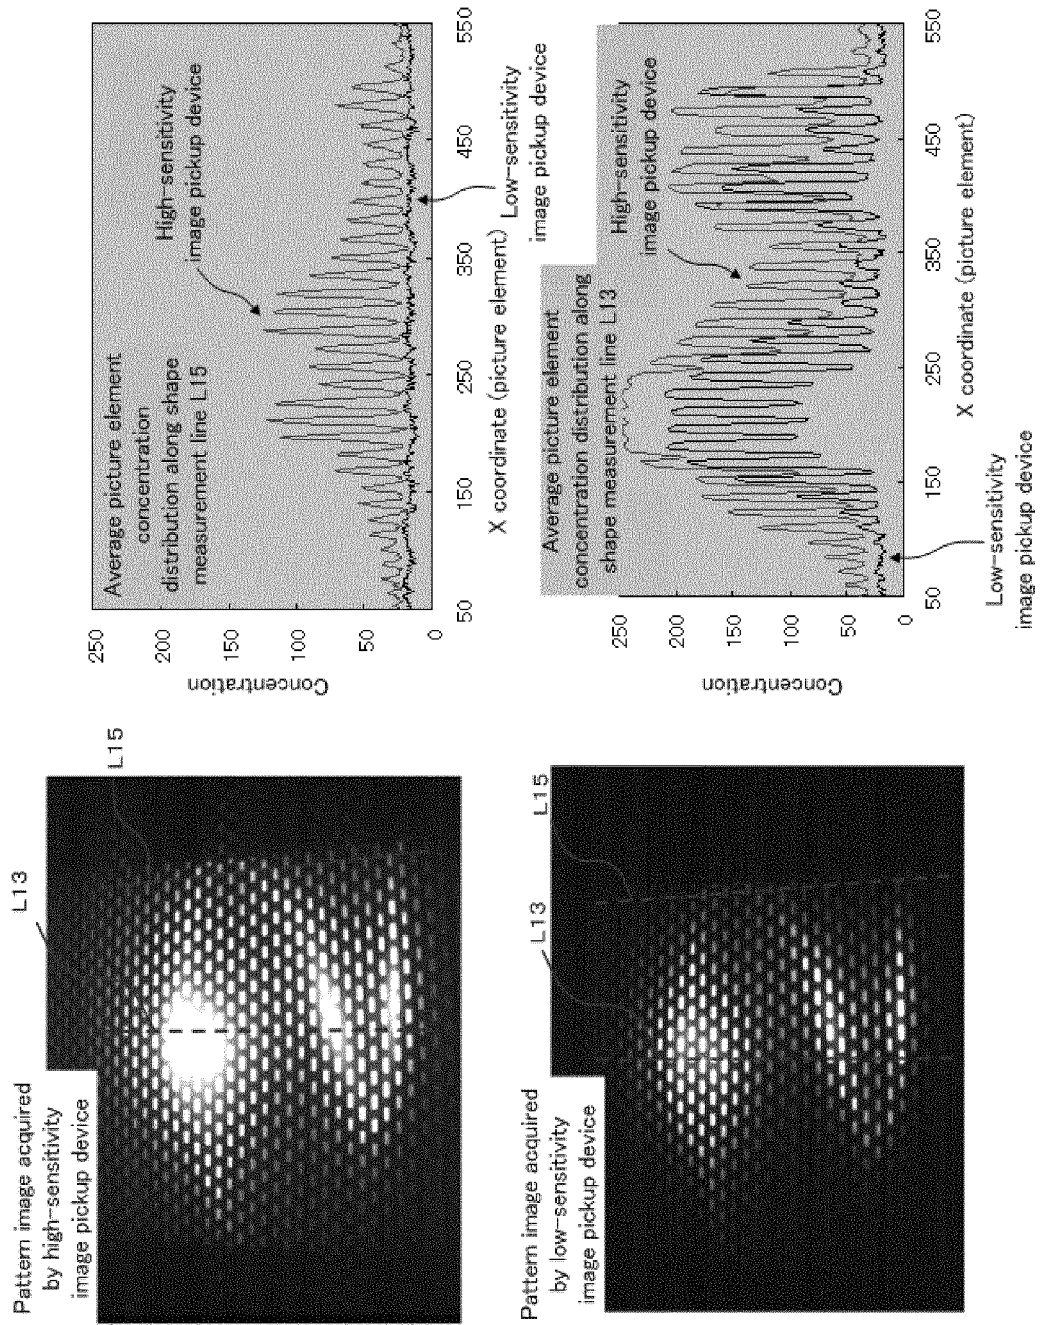 Pattern image acquired
by high-sensitivity
image pickup device
L13
L15
Average picture element
concentration
distribution along shape
measurement line L15
High-sensitivity
image pickup device
Low-sensitivity
image pickup device
Concentration
250
200
150
100
50
0
50
150
250
350
450
550
X coordinate (picture element)
Pattern image acquired
by low-sensitivity
image pickup device
L13
L15
Average picture element
concentration distribution along
shape measurement line L13
High-sensitivity
image pickup device
Low-sensitivity
image pickup device
Concentration
250
200
150
100
50
0
50
150
250
350
450
550
X coordinate (picture element)